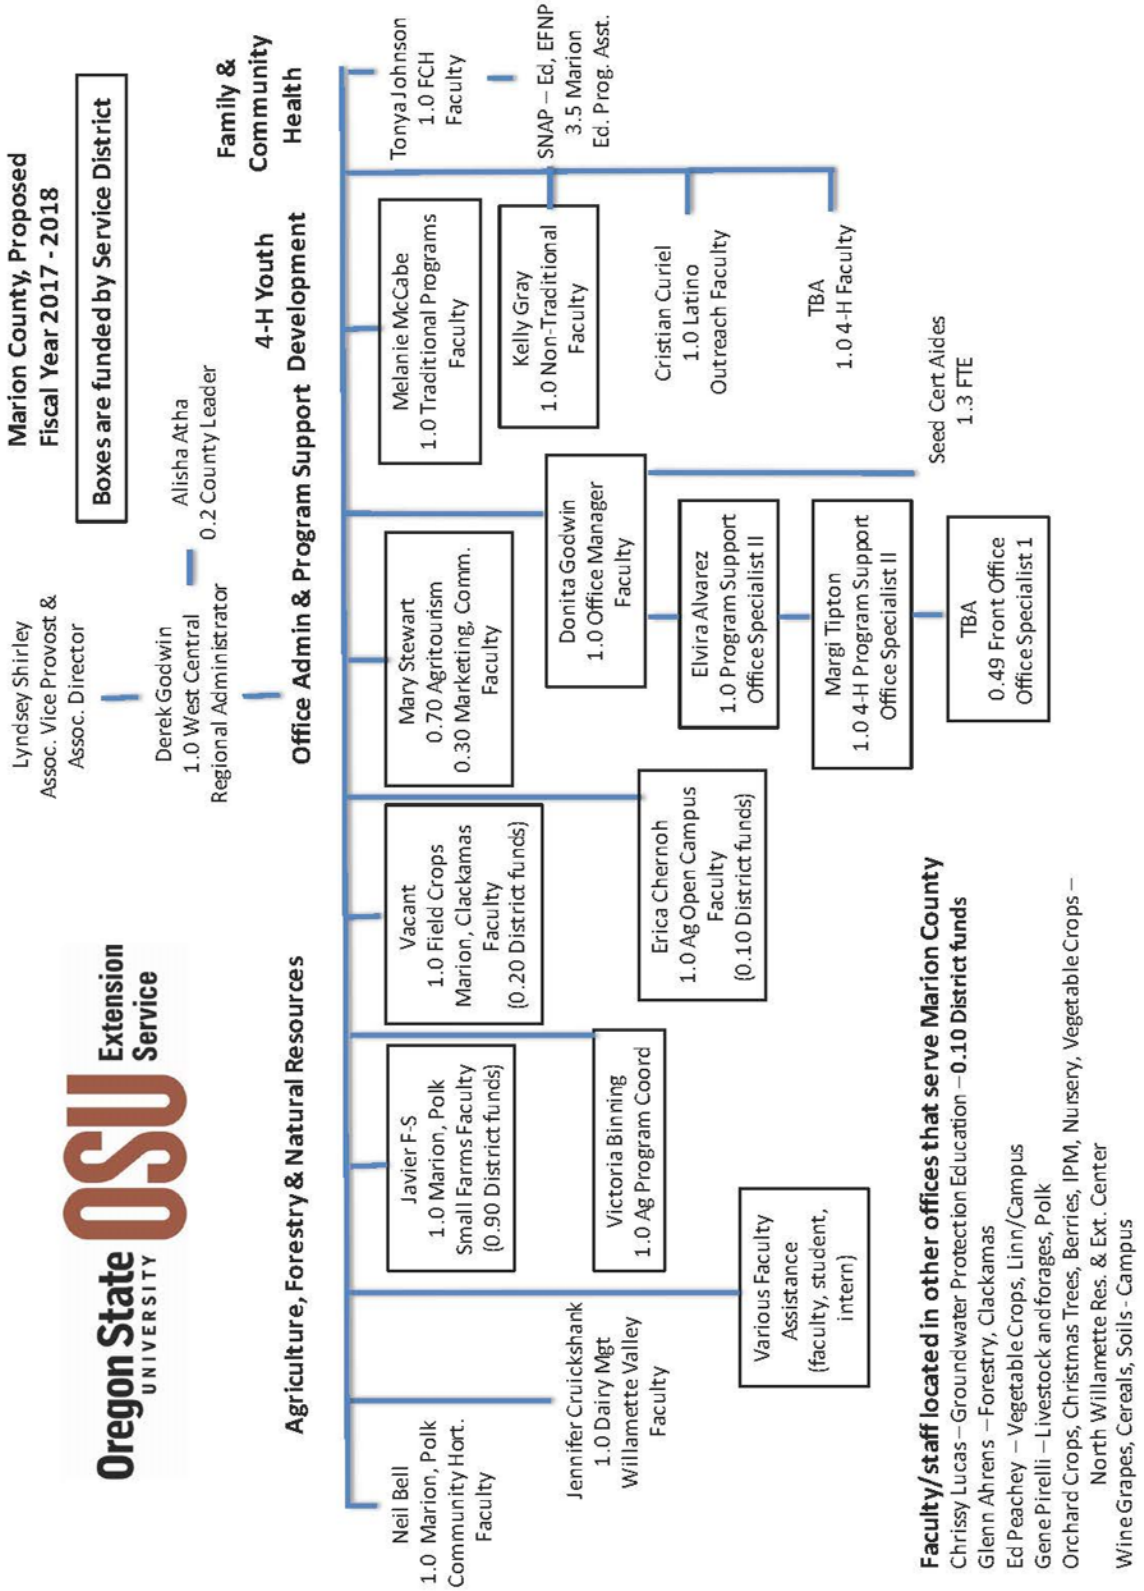 Oregon State
UNIVERSITY
OSU
Extension
Service
Marion County, Proposed
Fiscal Year 2017 - 2018
Boxes are funded by Service District
Lyndsey Shirley
Assoc. Vice Provost &
Assoc. Director
Derek Godwin
1.0 West Central
Regional Administrator
Alisha Atha
0.2 County Leader
Agriculture, Forestry & Natural Resources
Office Admin & Program Support
4-H Youth
Development
Family &
Community
Health
Neil Bell
1.0 Marion, Polk
Community Hort.
Faculty
Jennifer Cruickshank
1.0 Dairy Mgt
Willamette Valley
Faculty
Various Faculty
Assistance
(faculty, student,
intern)
Javier F-S
1.0 Marion, Polk
Small Farms Faculty
(0.90 District funds)
Victoria Binning
1.0 Ag Program Coord
Vacant
1.0 Field Crops
Marion, Clackamas
Faculty
(0.20 District funds)
Erica Chernoh
1.0 Ag Open Campus
Faculty
(0.10 District funds)
Mary Stewart
0.70 Agritourism
0.30 Marketing, Comm.
Faculty
Donita Godwin
1.0 Office Manager
Faculty
Elvira Alvarez
1.0 Program Support
Office Specialist II
Margi Tipton
1.0 4-H Program Support
Office Specialist II
TBA
0.49 Front Office
Office Specialist 1
Seed Cert Aides
1.3 FTE
Melanie McCabe
1.0 Traditional Programs
Faculty
Kelly Gray
1.0 Non-Traditional
Faculty
Cristian Curiel
1.0 Latino
Outreach Faculty
TBA
1.0 4-H Faculty
Tonya Johnson
1.0 FCH
Faculty
SNAP – Ed, EFNP
3.5 Marion
Ed. Prog. Asst.
Faculty/staff located in other offices that serve Marion County
Chrissy Lucas – Groundwater Protection Education – 0.10 District funds
Glenn Ahrens – Forestry, Clackamas
Ed Peachey – Vegetable Crops, Linn/Campus
Gene Pirelli – Livestock and forages, Polk
Orchard Crops, Christmas Trees, Berries, IPM, Nursery, Vegetable Crops –
North Willamette Res. & Ext. Center
Wine Grapes, Cereals, Soils - Campus